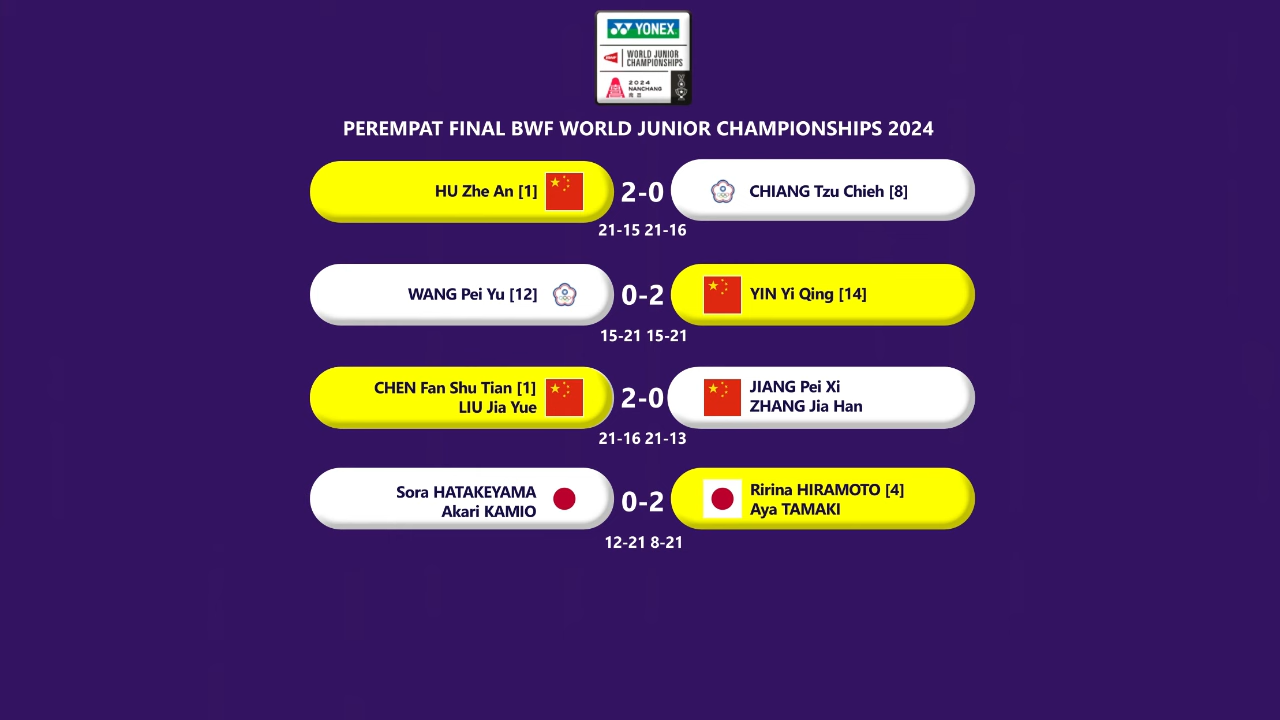 YONEX
WORLD JUNIOR
CHAMPIONSHIPS
2024
NANCHANG
南昌
PEREMPAT FINAL BWF WORLD JUNIOR CHAMPIONSHIPS 2024
HU Zhe An [1]
2-0
CHIANG Tzu Chieh [8]
21-15 21-16
WANG Pei Yu [12]
0-2
YIN Yi Qing [14]
15-21 15-21
CHEN Fan Shu Tian [1]
LIU Jia Yue
2-0
JIANG Pei Xi
ZHANG Jia Han
21-16 21-13
Sora HATAKEYAMA
Akari KAMIO
0-2
Ririna HIRAMOTO [4]
Aya TAMAKI
12-21 8-21